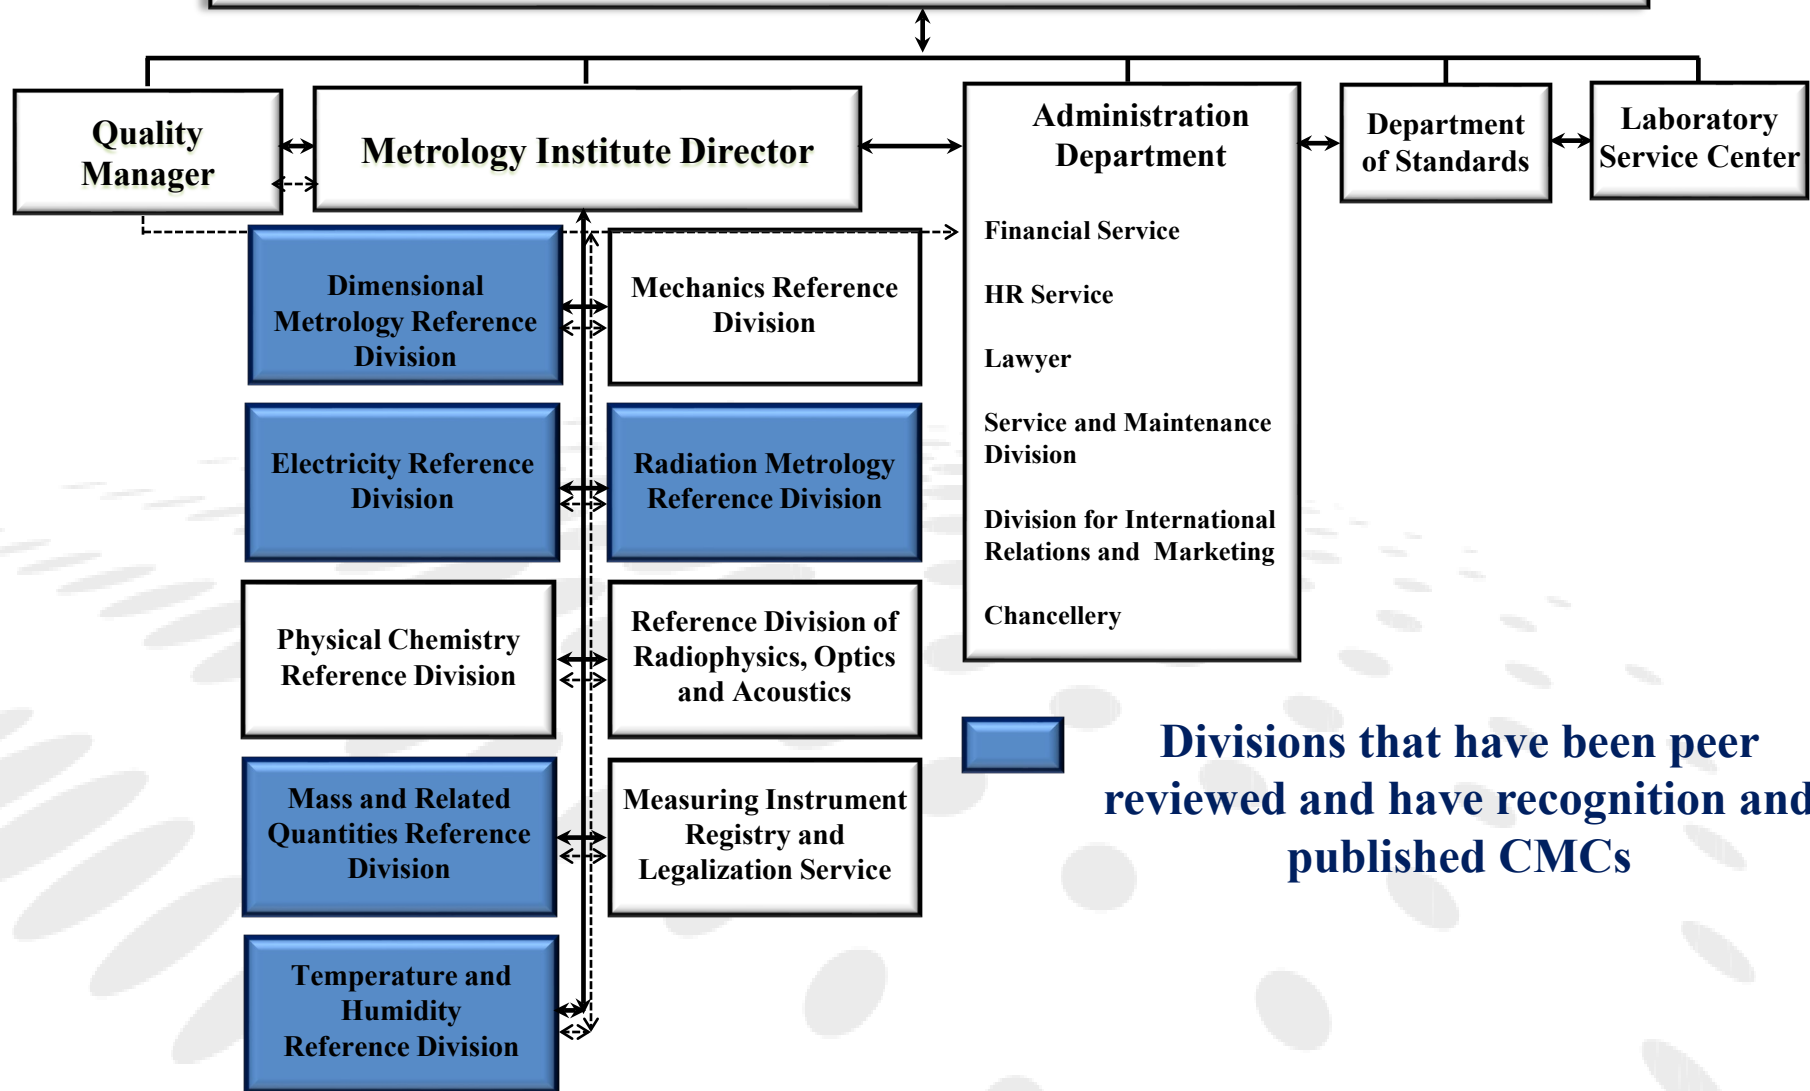 Quality
Manager
Metrology Institute Director
Administration
Department
Department
of Standards
Laboratory
Service Center
Financial Service
HR Service
Lawyer
Service and Maintenance
Division
Division for International
Relations and Marketing
Chancellery
Dimensional
Metrology Reference
Division
Mechanics Reference
Division
Electricity Reference
Division
Radiation Metrology
Reference Division
Physical Chemistry
Reference Division
Reference Division of
Radiophysics, Optics
and Acoustics
Mass and Related
Quantities Reference
Division
Measuring Instrument
Registry and
Legalization Service
Temperature and
Humidity
Reference Division
Divisions that have been peer
reviewed and have recognition and
published CMCs